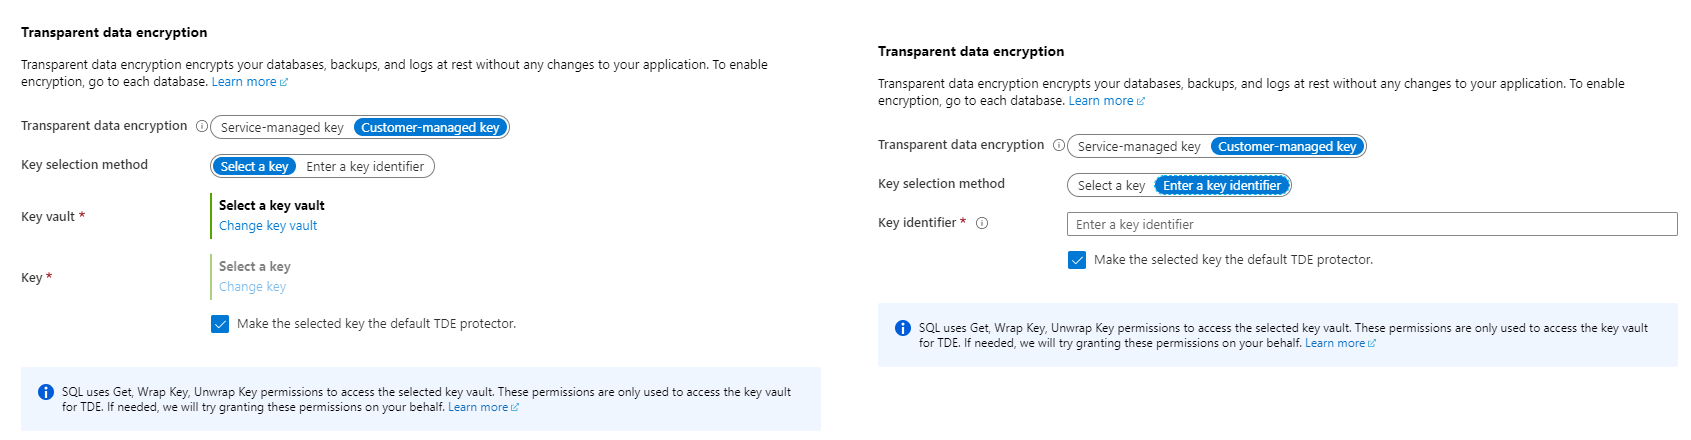 Transparent data encryption
Transparent data encryption encrypts your databases, backups, and logs at rest without any changes to your application. To enable
encryption, go to each database. Learn more
Transparent data encryption Service-managed key Customer-managed key
Key selection method Select a key Enter a key identifier
Key vault * Select a key vault
Change key vault
Key * Select a key
Change key
Make the selected key the default TDE protector.
SQL uses Get, Wrap Key, Unwrap Key permissions to access the selected key vault. These permissions are only used to access the key vault
for TDE. If needed, we will try granting these permissions on your behalf. Learn more
Transparent data encryption
Transparent data encryption encrypts your databases, backups, and logs at rest without any changes to your application. To enable
encryption, go to each database. Learn more
Transparent data encryption Service-managed key Customer-managed key
Key selection method Select a key Enter a key identifier
Key identifier * Enter a key identifier
Make the selected key the default TDE protector.
SQL uses Get, Wrap Key, Unwrap Key permissions to access the selected key vault. These permissions are only used to access the key vault
for TDE. If needed, we will try granting these permissions on your behalf. Learn more